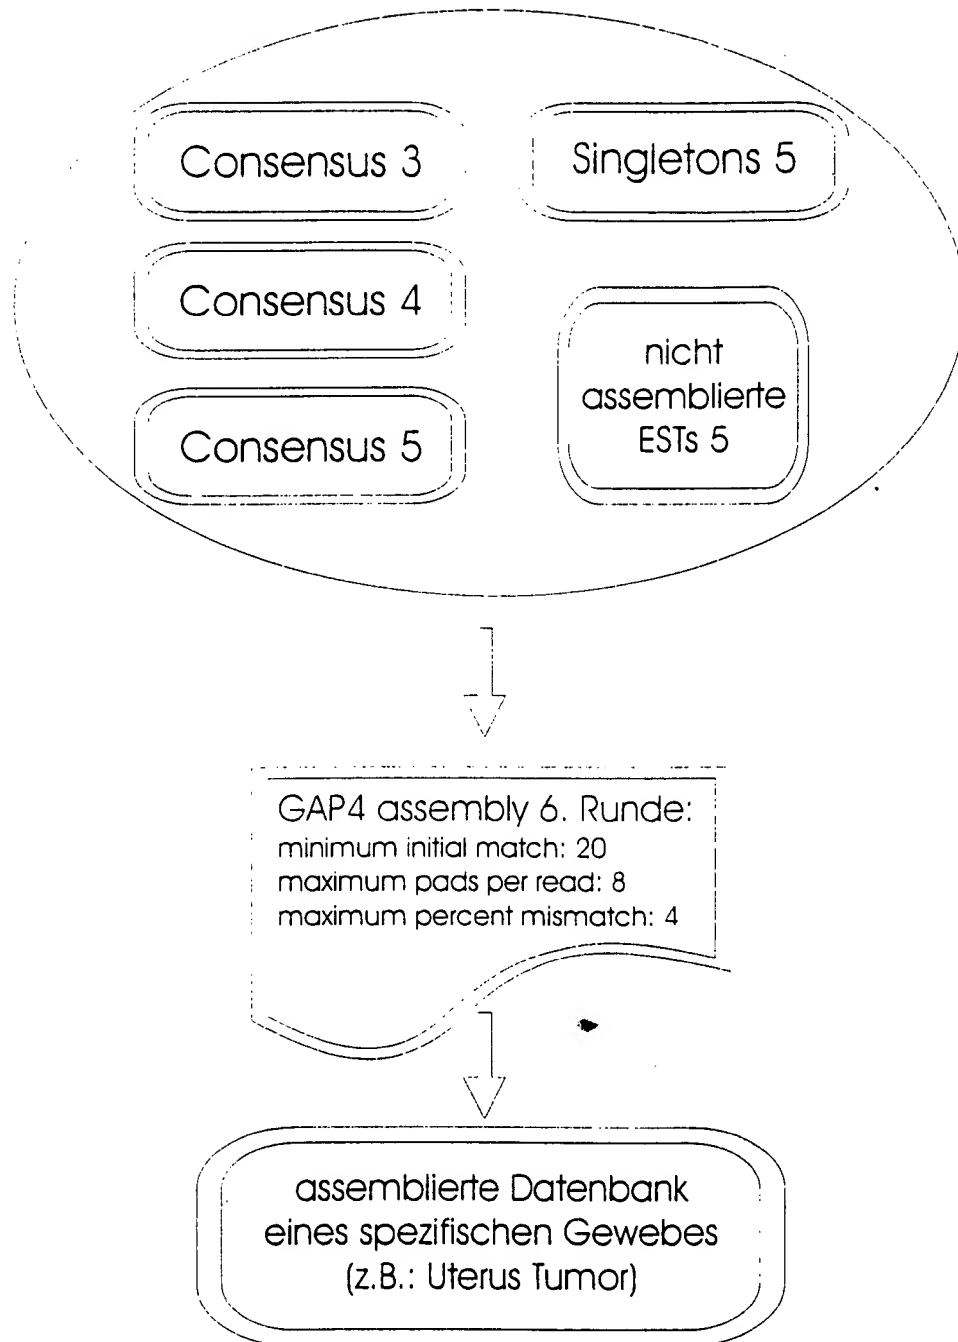 Consensus 3
Singletons 5
Consensus 4
nicht
assemblierte
ESTs 5
Consensus 5
GAP4 assembly 6. Runde:
minimum initial match: 20
maximum pads per read: 8
maximum percent mismatch: 4
assemblierte Datenbank
eines spezifischen Gewebes
(z.B.: Uterus Tumor)